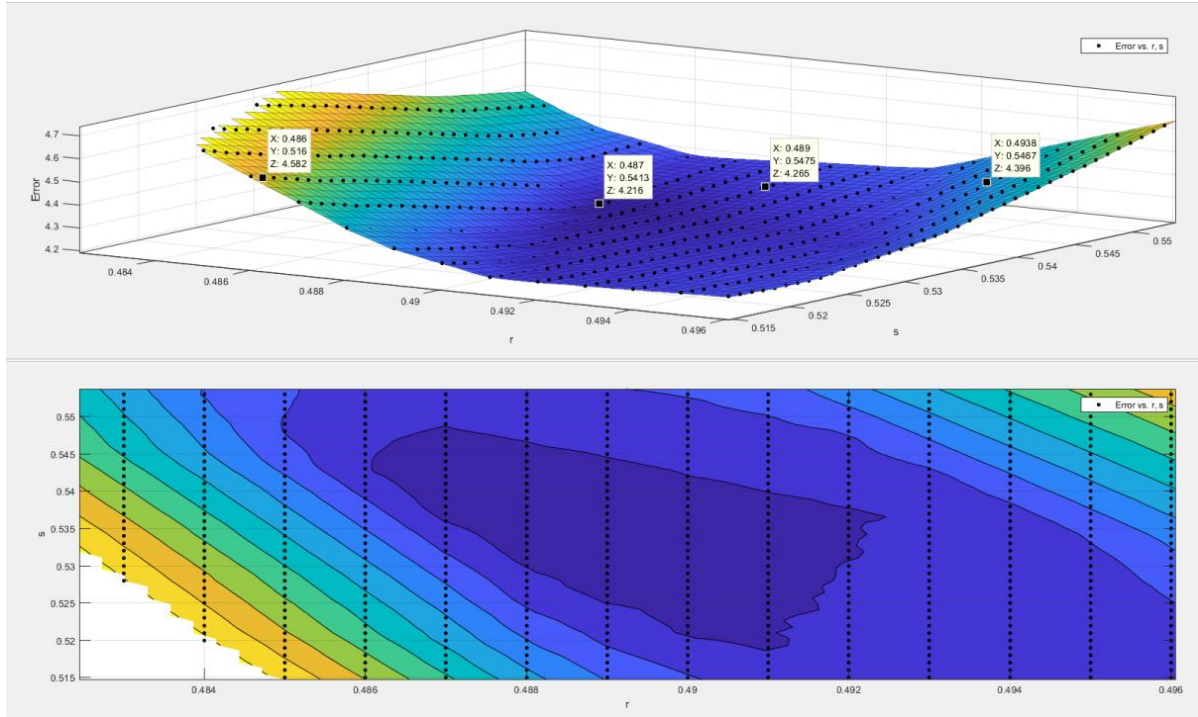 Error vs. r, s
4.7
4.6
4.5
4.4
4.3
4.2
Error
X: 0.486
Y: 0.516
Z: 4.582
X: 0.487
Y: 0.5413
Z: 4.216
X: 0.489
Y: 0.5475
Z: 4.265
X: 0.4938
Y: 0.5467
Z: 4.396
0.484
0.486
0.488
0.49
0.492
0.494
0.496
r
0.515
0.52
0.525
0.53
0.535
0.54
0.545
0.55
s
Error vs. r, s
0.55
0.545
0.54
0.535
0.53
0.525
0.52
0.515
s
0.484
0.486
0.488
0.49
0.492
0.494
0.496
r